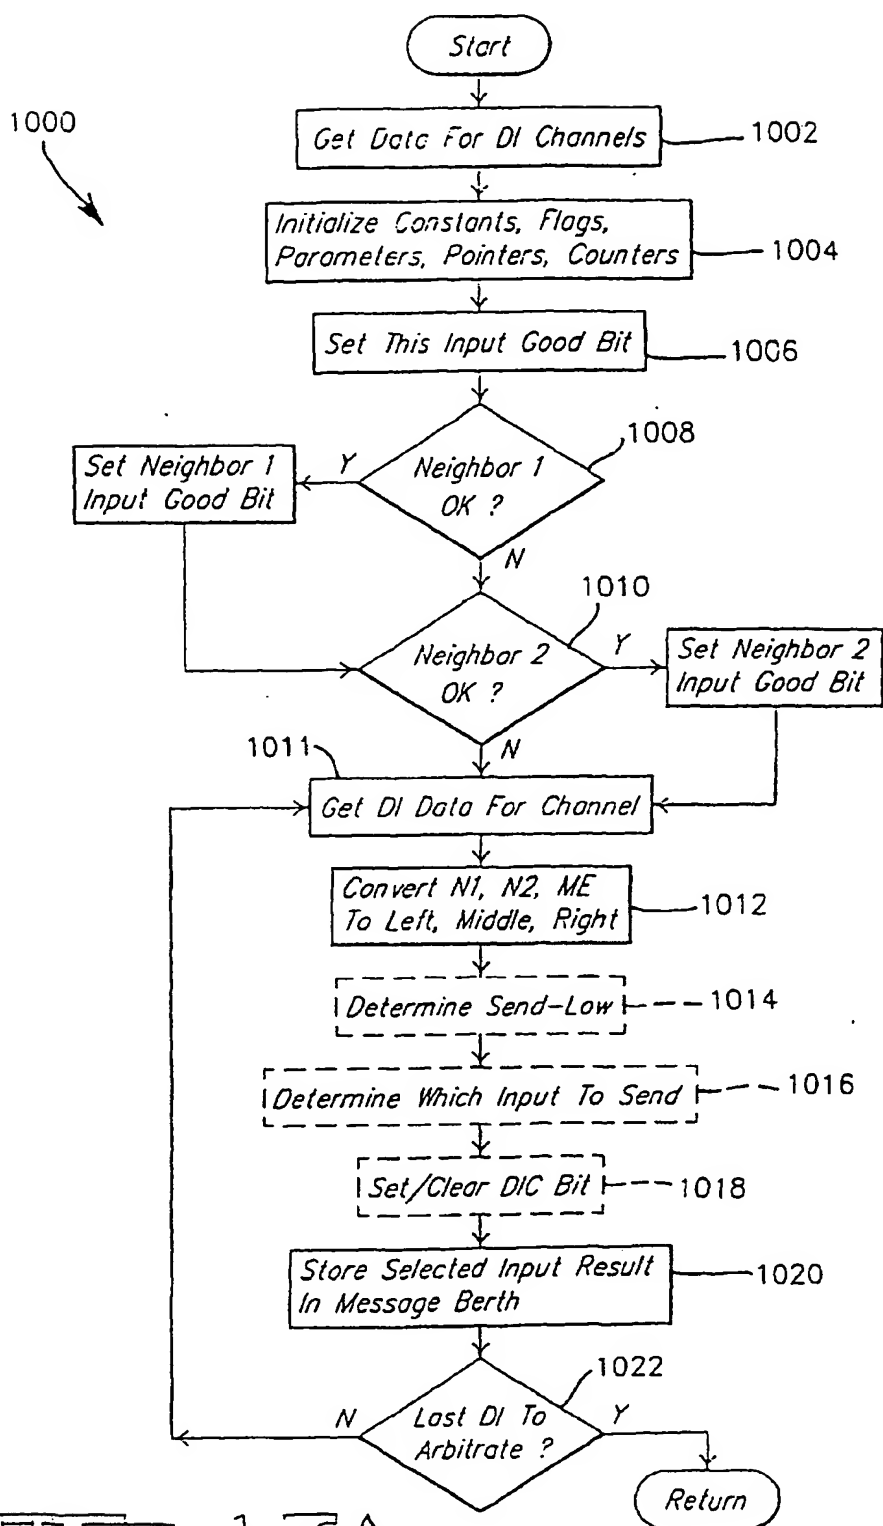 Start
1000
Get Data For DI Channels
1002
Initialize Constants, Flags,
Parameters, Pointers, Counters
1004
Set This Input Good Bit
1006
Neighbor 1
OK ?
1008
Y
Set Neighbor 1
Input Good Bit
N
1010
Neighbor 2
OK ?
Y
Set Neighbor 2
Input Good Bit
N
1011
Get DI Data For Channel
Convert N1, N2, ME
To Left, Middle, Right
1012
Determine Send-Low
1014
Determine Which Input To Send
1016
Set/Clear DIC Bit
1018
Store Selected Input Result
In Message Berth
1020
1022
N
Last DI To
Arbitrate ?
Y
Return